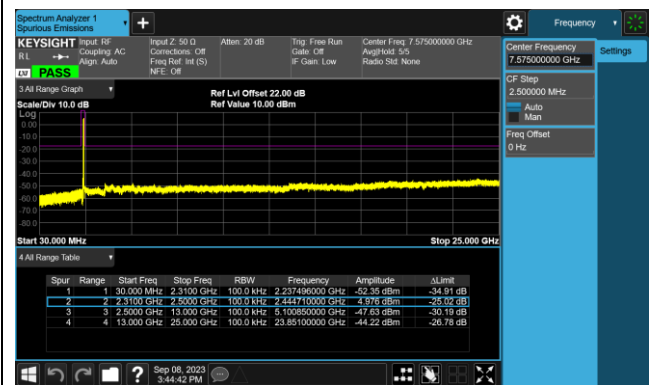 Spectrum Analyzer 1
Spurious Emissions
Frequency
KEYSIGHT Input: RF Input Z: 50 Ω Atten: 20 dB Trig: Free Run Center Freq: 7.575000000 GHz
RL Coupling: AC Corrections: Off Gate: Off Avg|Hold: 5/5
Align: Auto Freq Ref: Int (S) IF Gain: Low Radio Std: None
LXI PASS NFE: Off
Center Frequency
7.575000000 GHz
Settings
CF Step
2.500000 MHz
Auto
Man
Freq Offset
0 Hz
3 All Range Graph
Ref Lvl Offset 22.00 dB
Scale/Div 10.0 dB Ref Value 10.00 dBm
Log
0.00
-10.0
-20.0
-30.0
-40.0
-50.0
-60.0
-70.0
-80.0
Start 30.000 MHz Stop 25.000 GHz
4 All Range Table
Spur Range Start Freq Stop Freq RBW Frequency Amplitude ΔLimit
1 1 30.000 MHz 2.3100 GHz 100.0 kHz 2.237496000 GHz -52.35 dBm -34.91 dB
2 2 2.3100 GHz 2.5000 GHz 100.0 kHz 2.444710000 GHz 4.976 dBm -25.02 dB
3 3 2.5000 GHz 13.000 GHz 100.0 kHz 5.100850000 GHz -47.63 dBm -30.19 dB
4 4 13.000 GHz 25.000 GHz 100.0 kHz 23.85100000 GHz -44.22 dBm -26.78 dB
Sep 08, 2023
3:44:42 PM